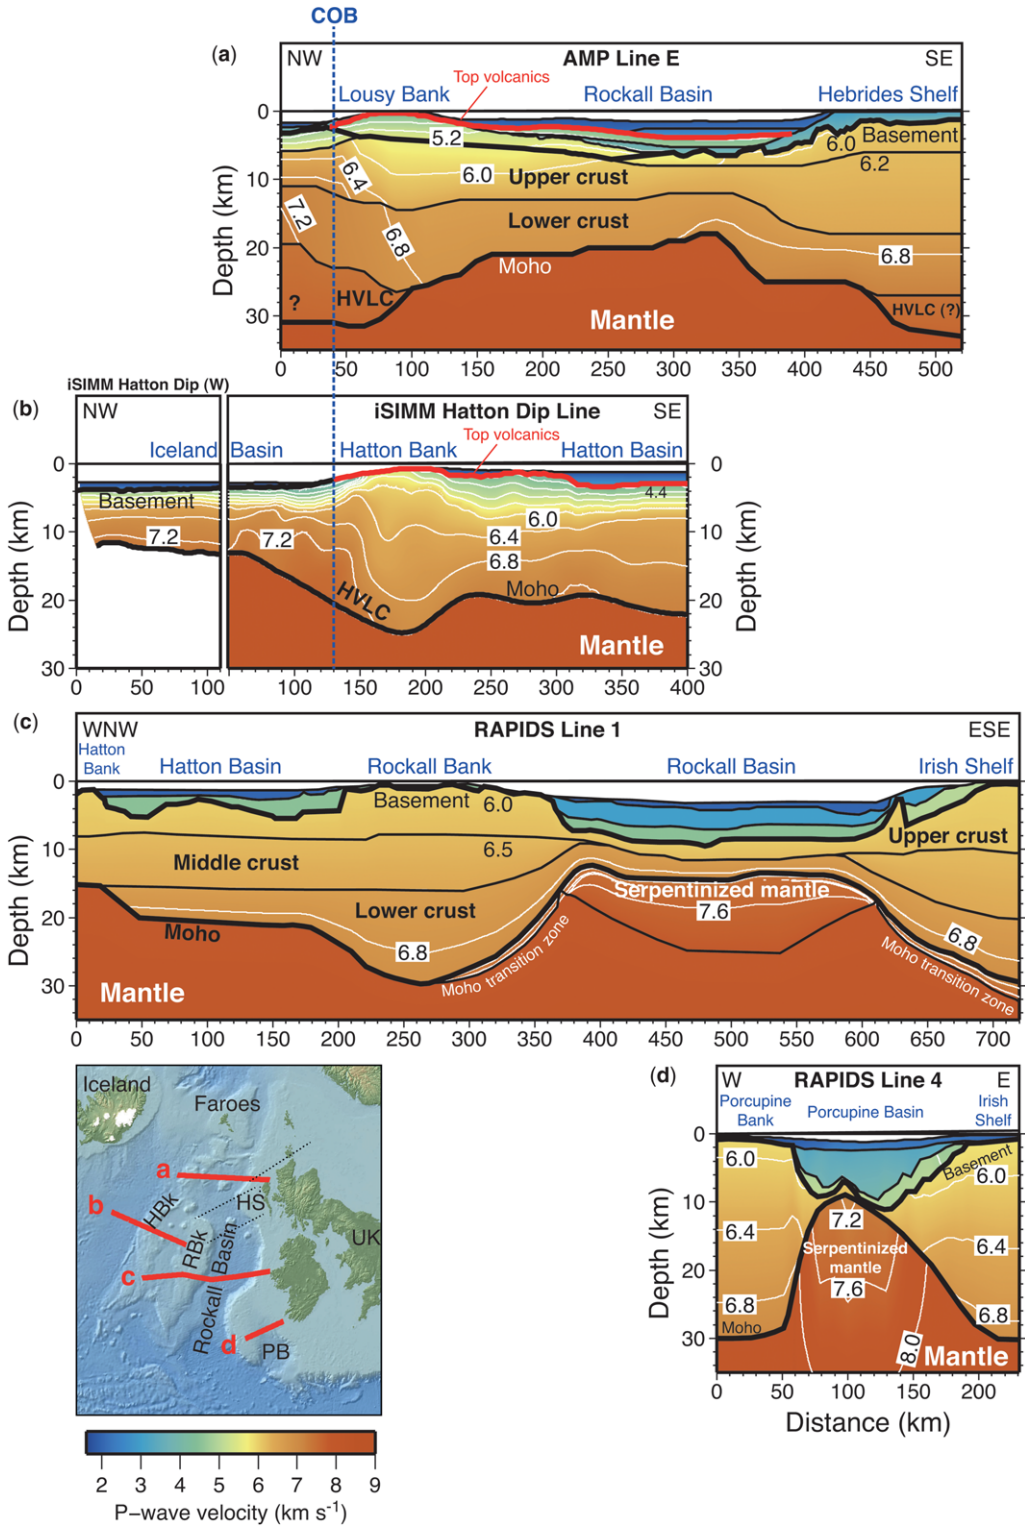 COB
(a)
NW
AMP Line E
SE
Top volcanics
Lousy Bank
Rockall Basin
Hebrides Shelf
0
10
20
30
Depth (km)
5.2
6.0
Basement
6.2
6.4
6.0
Upper crust
7.2
6.8
Lower crust
6.8
Moho
?
HVLC
Mantle
HVLC (?)
0 50 100 150 200 250 300 350 400 450 500
iSIMM Hatton Dip (W)
(b)
NW
iSIMM Hatton Dip Line
SE
Top volcanics
Iceland Basin
Hatton Bank
Hatton Basin
0
10
20
30
Depth (km)
0
10
20
30
Depth (km)
Basement
4.4
6.0
7.2
7.2
6.4
6.8
HVLC
Moho
Mantle
0 50 100
50 100 150 200 250 300 350 400
(c)
WNW
RAPIDS Line 1
ESE
Hatton
Bank
Hatton Basin
Rockall Bank
Rockall Basin
Irish Shelf
0
10
20
30
Depth (km)
Basement
6.0
Upper crust
6.5
Middle crust
Serpentinized mantle
7.6
Lower crust
Moho
6.8
6.8
Moho transition zone
Moho transition zone
Mantle
0 50 100 150 200 250 300 350 400 450 500 550 600 650 700
Iceland
Faroes
a
HS
b
HBk
RBk
UK
c
Rockall Basin
d
PB
2 3 4 5 6 7 8 9
P-wave velocity (km s-1)
(d)
W
RAPIDS Line 4
E
Porcupine
Bank
Porcupine Basin
Irish
Shelf
0
10
20
30
Depth (km)
6.0
Basement
6.0
7.2
6.4
6.4
Serpentinized
mantle
7.6
6.8
6.8
Moho
8.0
Mantle
0 50 100 150 200
Distance (km)